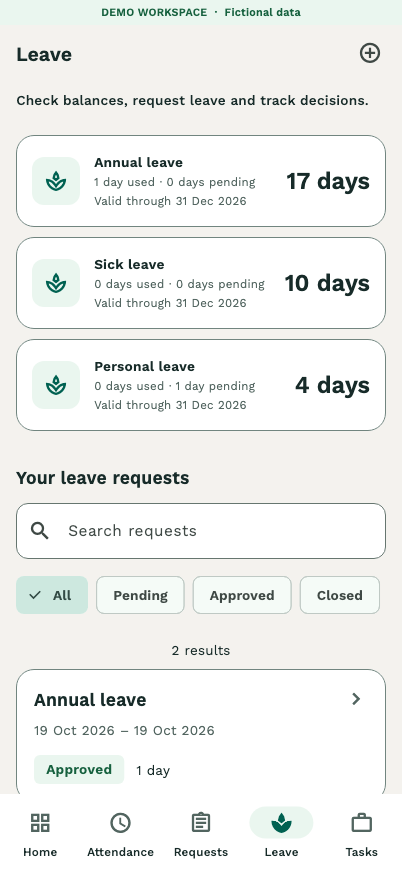 DEMO WORKSPACE · Fictional data
Leave
Check balances, request leave and track decisions.
Annual leave
1 day used · 0 days pending
Valid through 31 Dec 2026
17 days
Sick leave
0 days used · 0 days pending
Valid through 31 Dec 2026
10 days
Personal leave
0 days used · 1 day pending
Valid through 31 Dec 2026
4 days
Your leave requests
Search requests
All Pending Approved Closed
2 results
Annual leave
19 Oct 2026 – 19 Oct 2026
Approved 1 day
Home Attendance Requests Leave Tasks